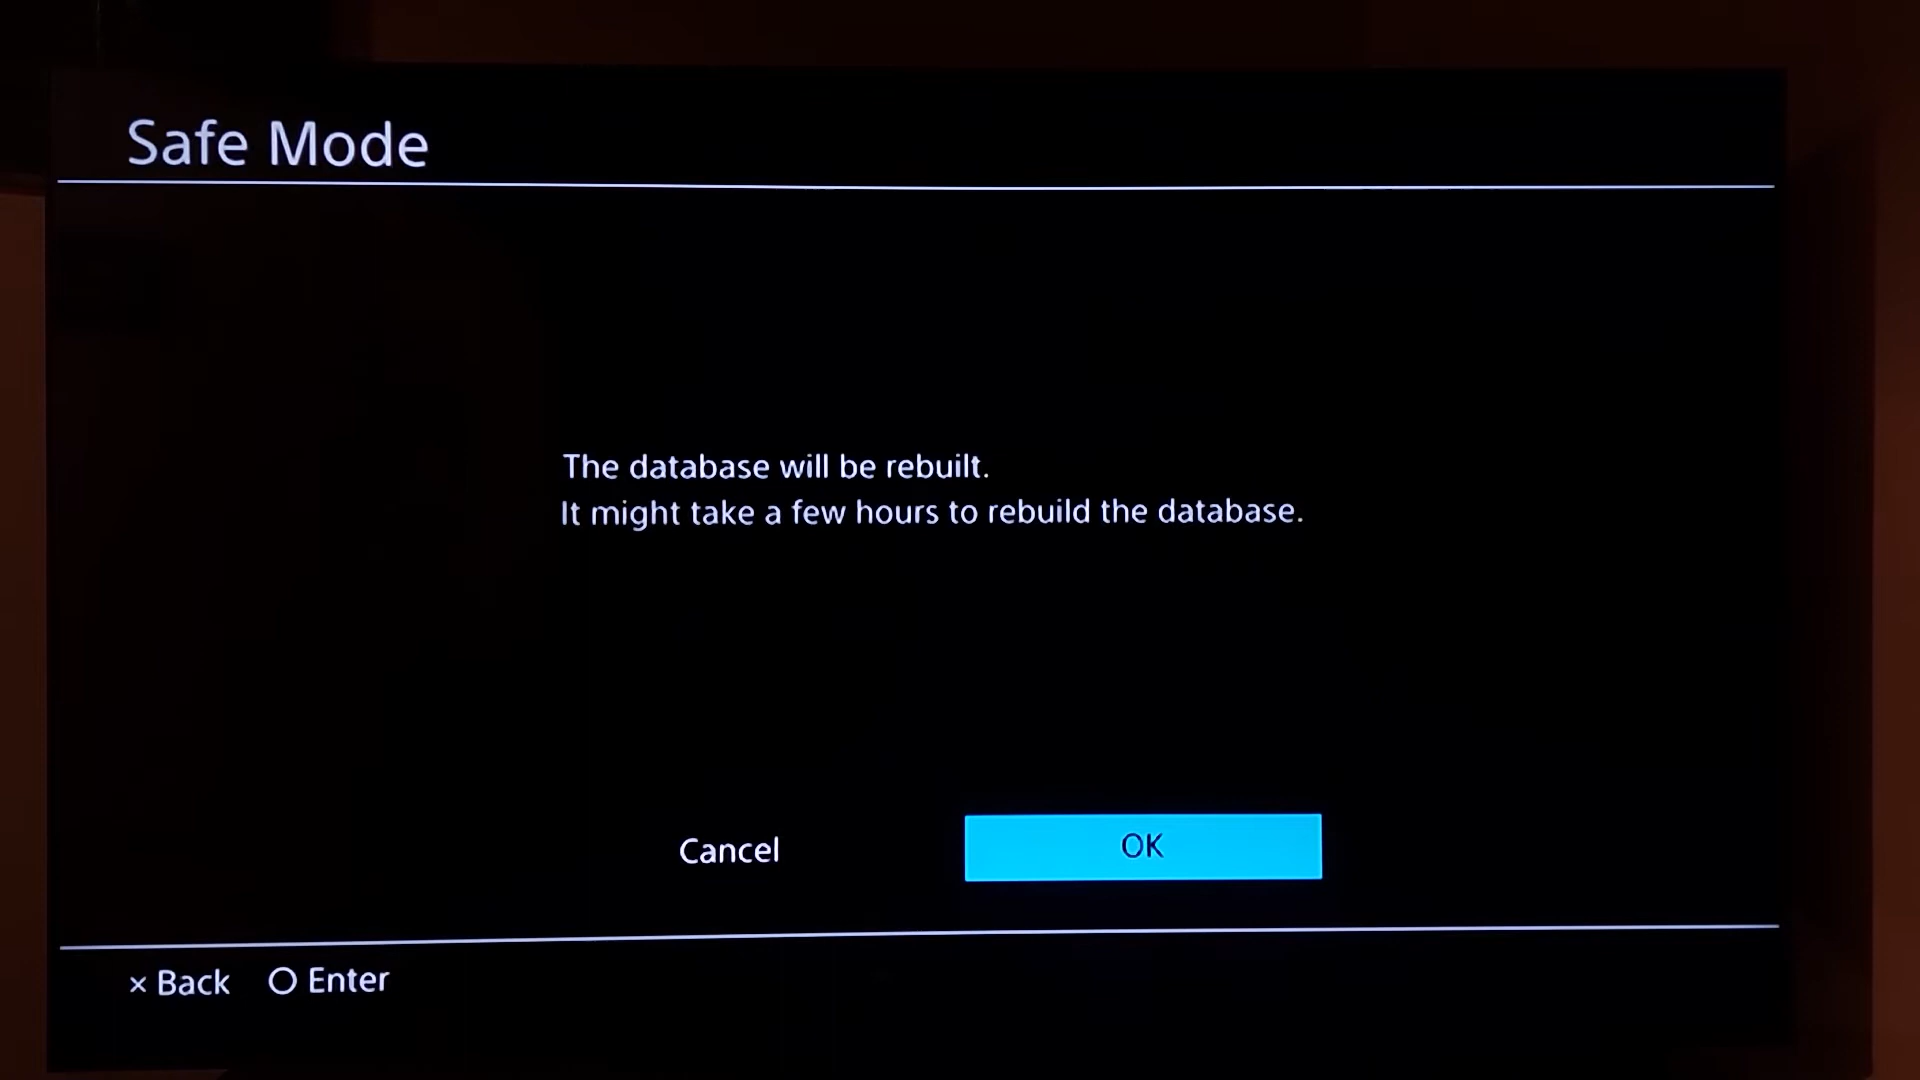 Safe Mode
The database will be rebuilt.
It might take a few hours to rebuild the database.
Cancel
OK
× Back ○ Enter